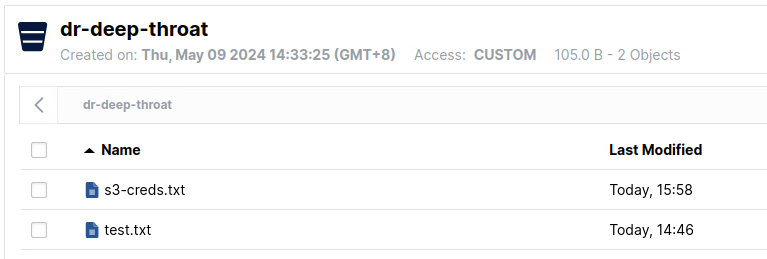 dr-deep-throat
Created on: Thu, May 09 2024 14:33:25 (GMT+8) Access: CUSTOM 105.0 B - 2 Objects
dr-deep-throat
Name Last Modified
s3-creds.txt Today, 15:58
test.txt Today, 14:46